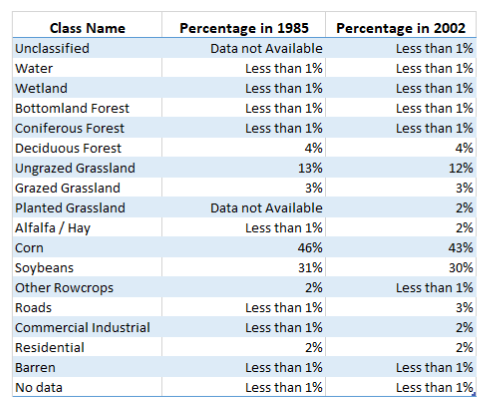 Class Name Percentage in 1985 Percentage in 2002
Unclassified Data not Available Less than 1%
Water Less than 1% Less than 1%
Wetland Less than 1% Less than 1%
Bottomland Forest Less than 1% Less than 1%
Coniferous Forest Less than 1% Less than 1%
Deciduous Forest 4% 4%
Ungrazed Grassland 13% 12%
Grazed Grassland 3% 3%
Planted Grassland Data not Available 2%
Alfalfa / Hay Less than 1% 2%
Corn 46% 43%
Soybeans 31% 30%
Other Rowcrops 2% Less than 1%
Roads Less than 1% 3%
Commercial Industrial Less than 1% 2%
Residential 2% 2%
Barren Less than 1% Less than 1%
No data Less than 1% Less than 1%